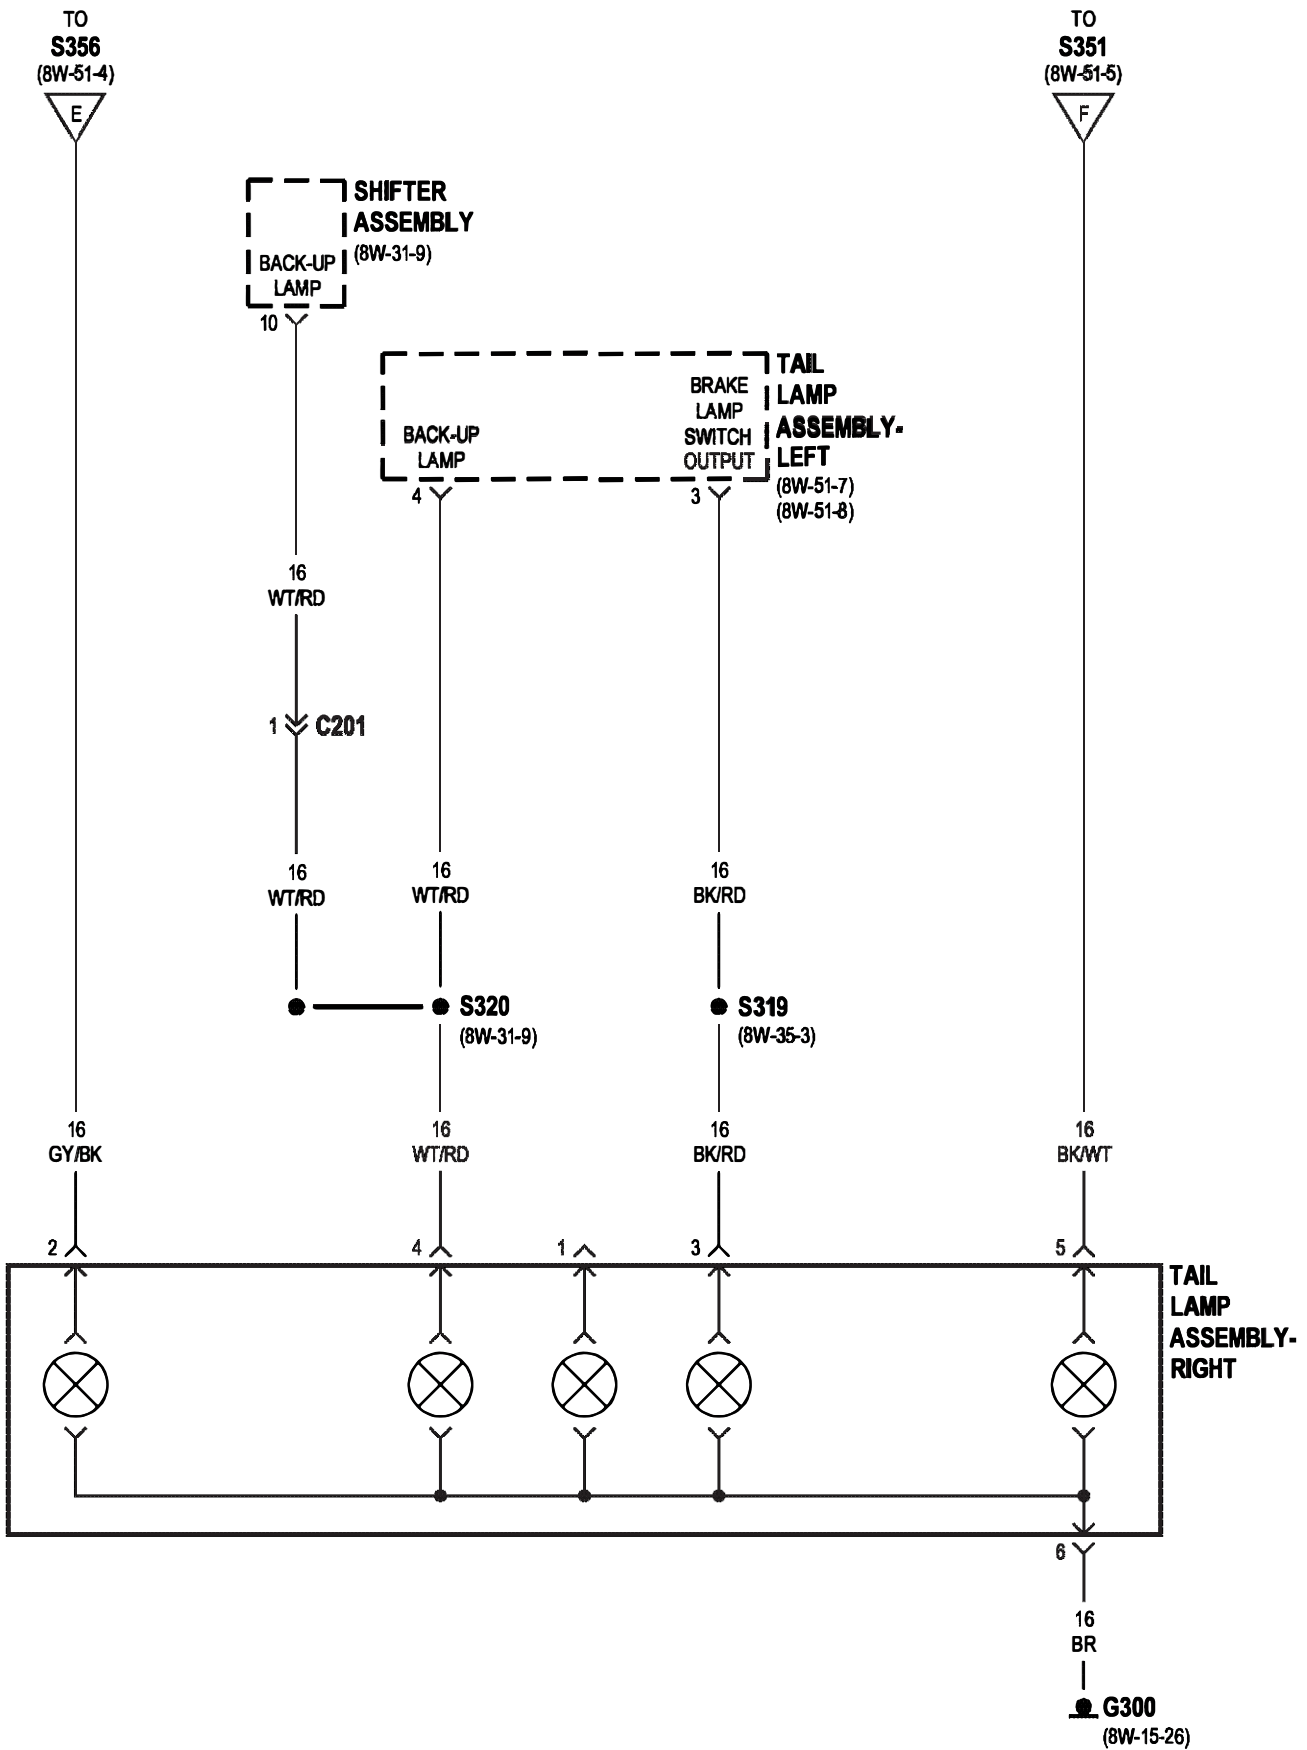 TO
S356
(8W-51-4)
E
TO
S351
(8W-51-5)
F
SHIFTER
ASSEMBLY
(8W-31-9)
BACK-UP
LAMP
10
TAIL
LAMP
ASSEMBLY-
LEFT
(8W-51-7)
(8W-51-8)
BACK-UP
LAMP
BRAKE
LAMP
SWITCH
OUTPUT
4
3
16
WT/RD
1
C201
16
WT/RD
16
WT/RD
16
BK/RD
S320
(8W-31-9)
S319
(8W-35-3)
16
GY/BK
16
WT/RD
16
BK/RD
16
BK/WT
2
4
1
3
5
TAIL
LAMP
ASSEMBLY-
RIGHT
6
16
BR
G300
(8W-15-26)